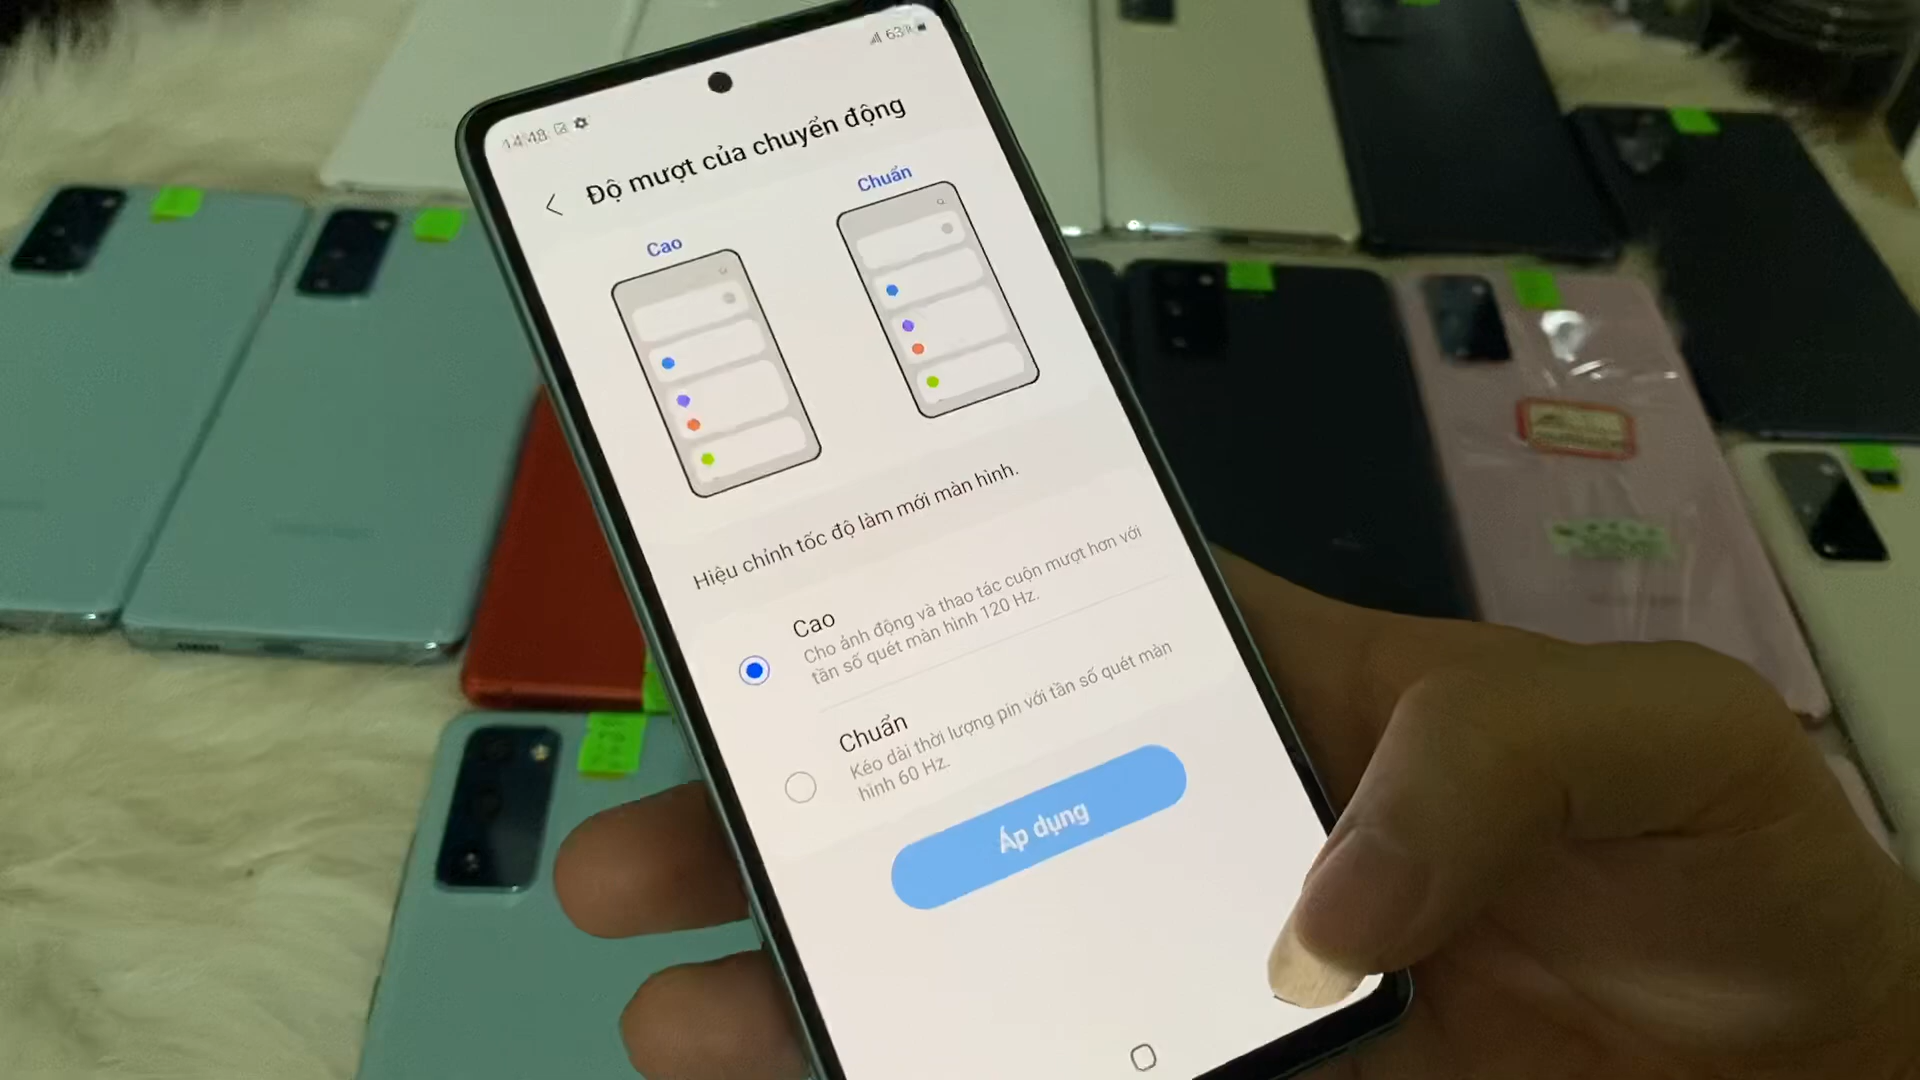 14:48
63%
Độ mượt của chuyển động
Cao
Chuẩn
Hiệu chỉnh tốc độ làm mới màn hình.
Cao
Cho ảnh động và thao tác cuộn mượt hơn với
tần số quét màn hình 120 Hz.
Chuẩn
Kéo dài thời lượng pin với tần số quét màn
hình 60 Hz.
Áp dụng